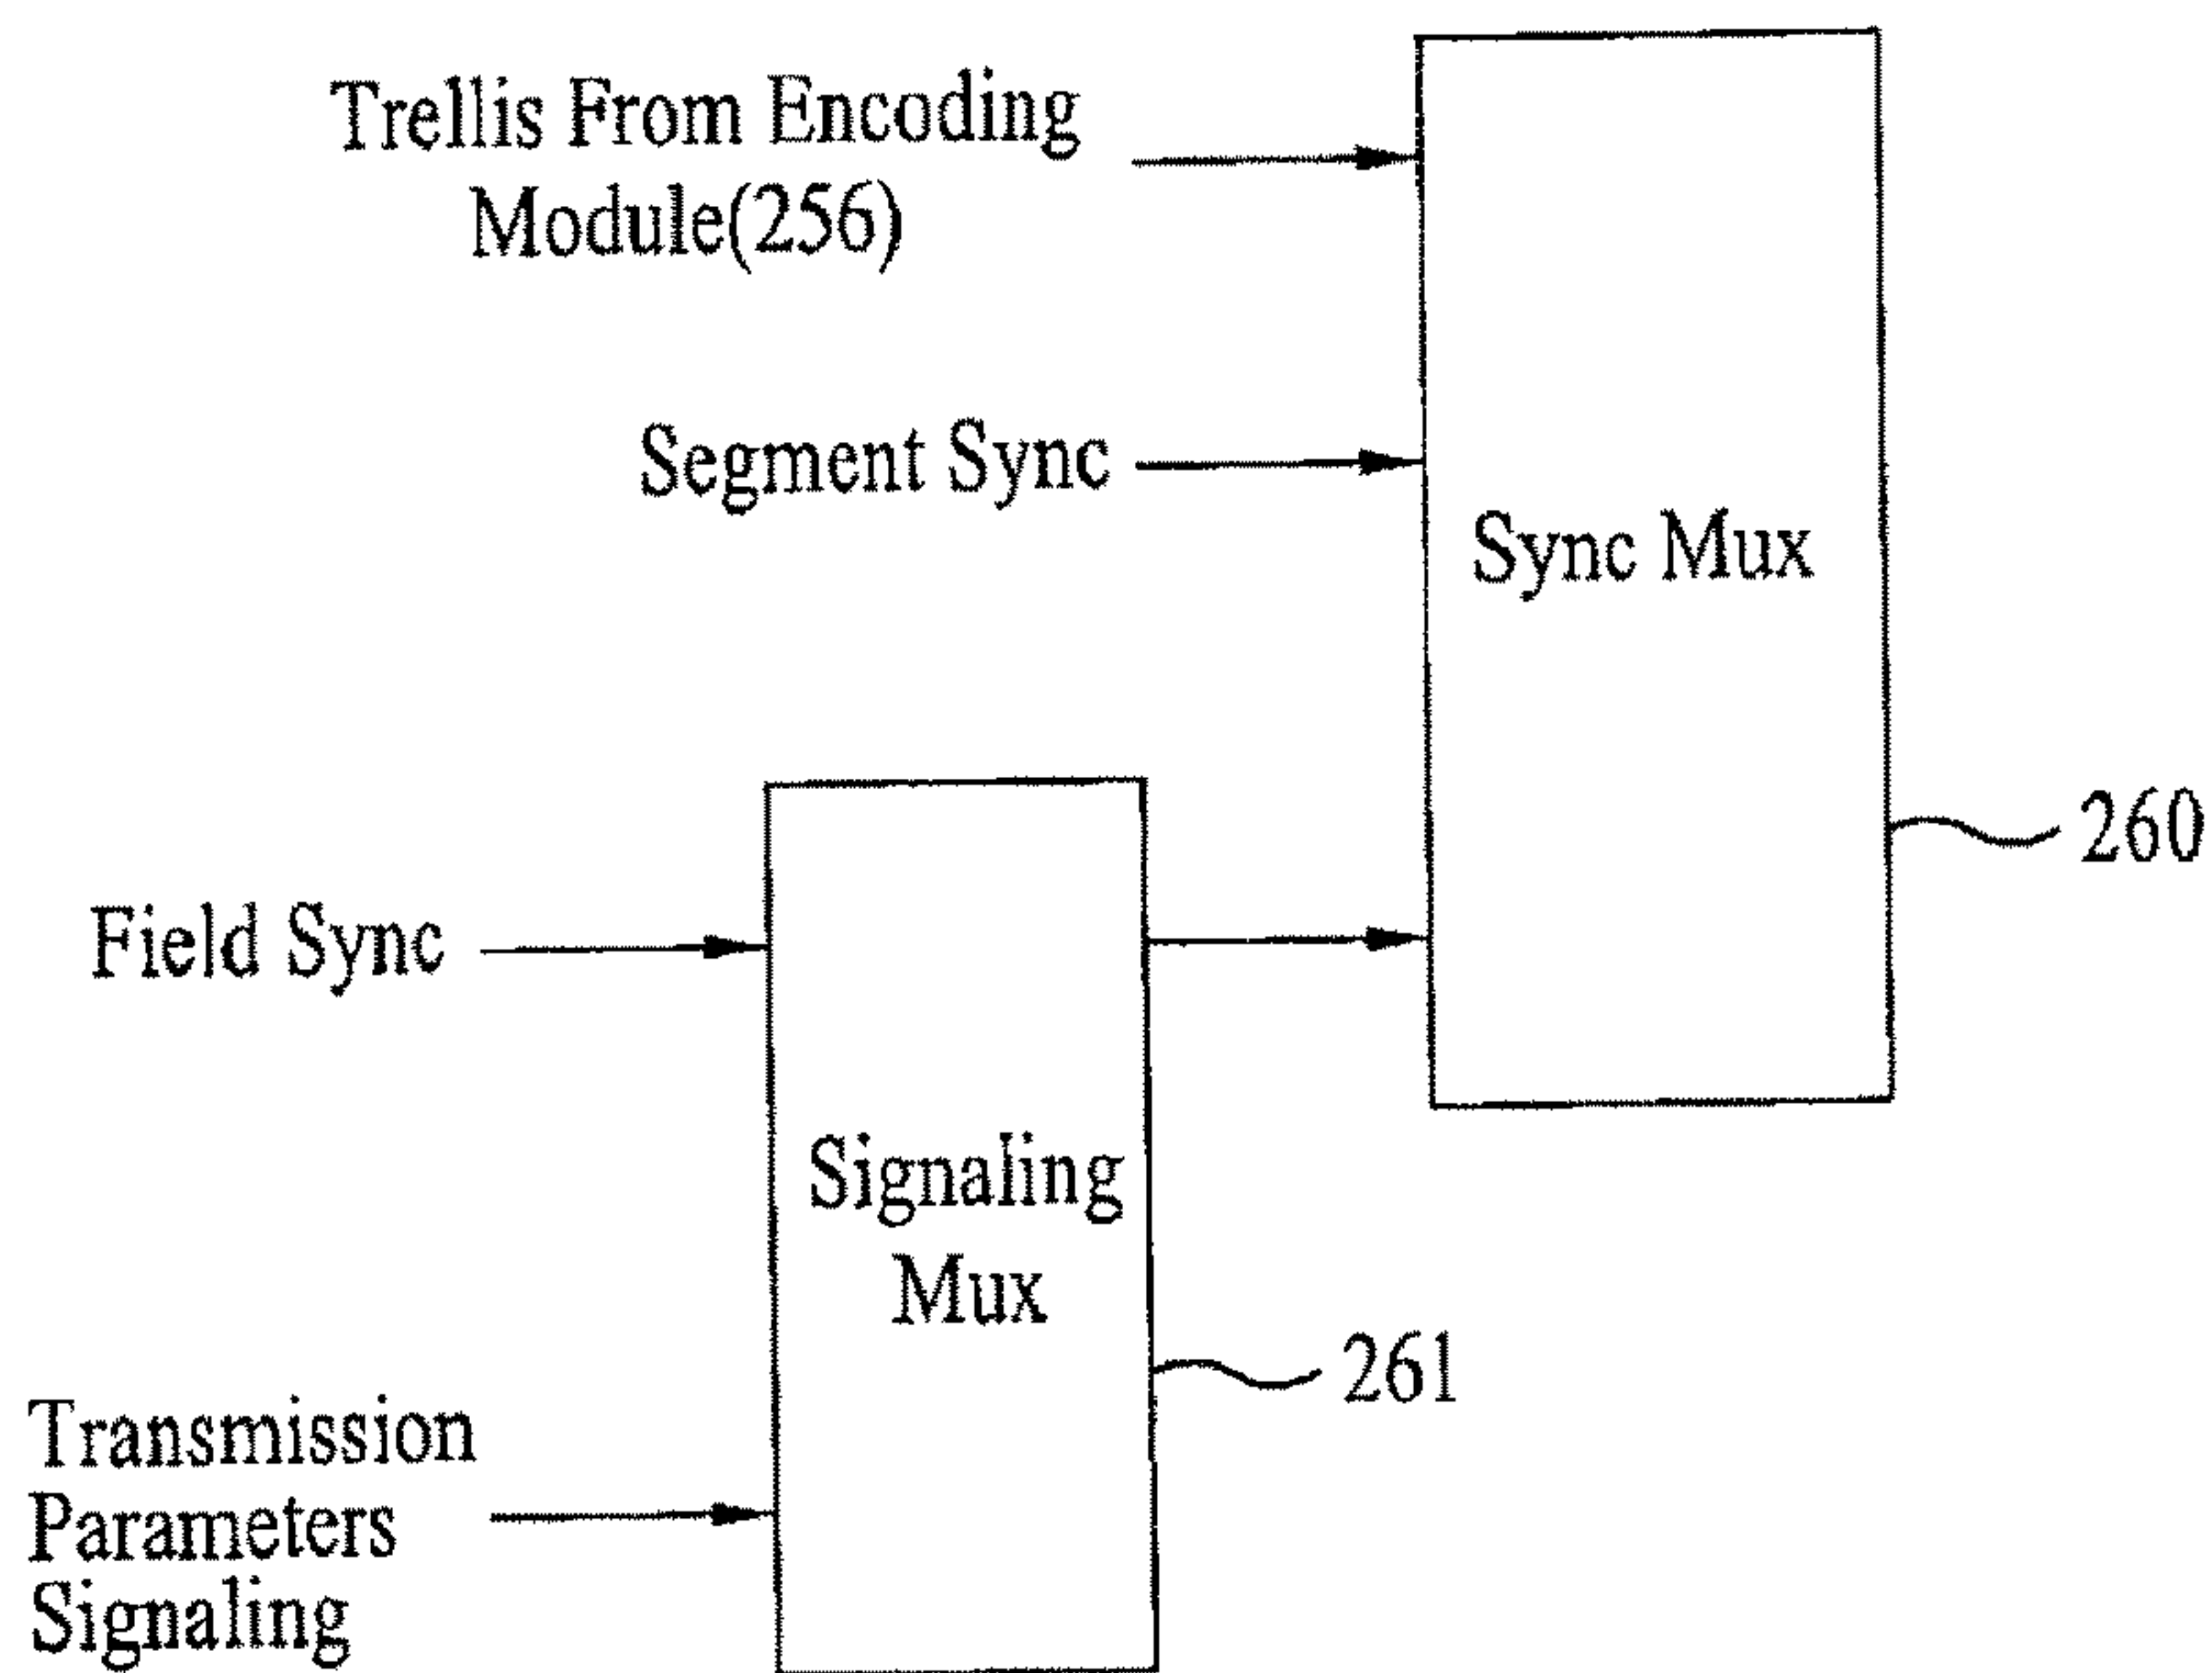 Trellis From Encoding
Module(256)
Segment Sync
Sync Mux
260
Field Sync
Signaling
Mux
261
Transmission
Parameters
Signaling